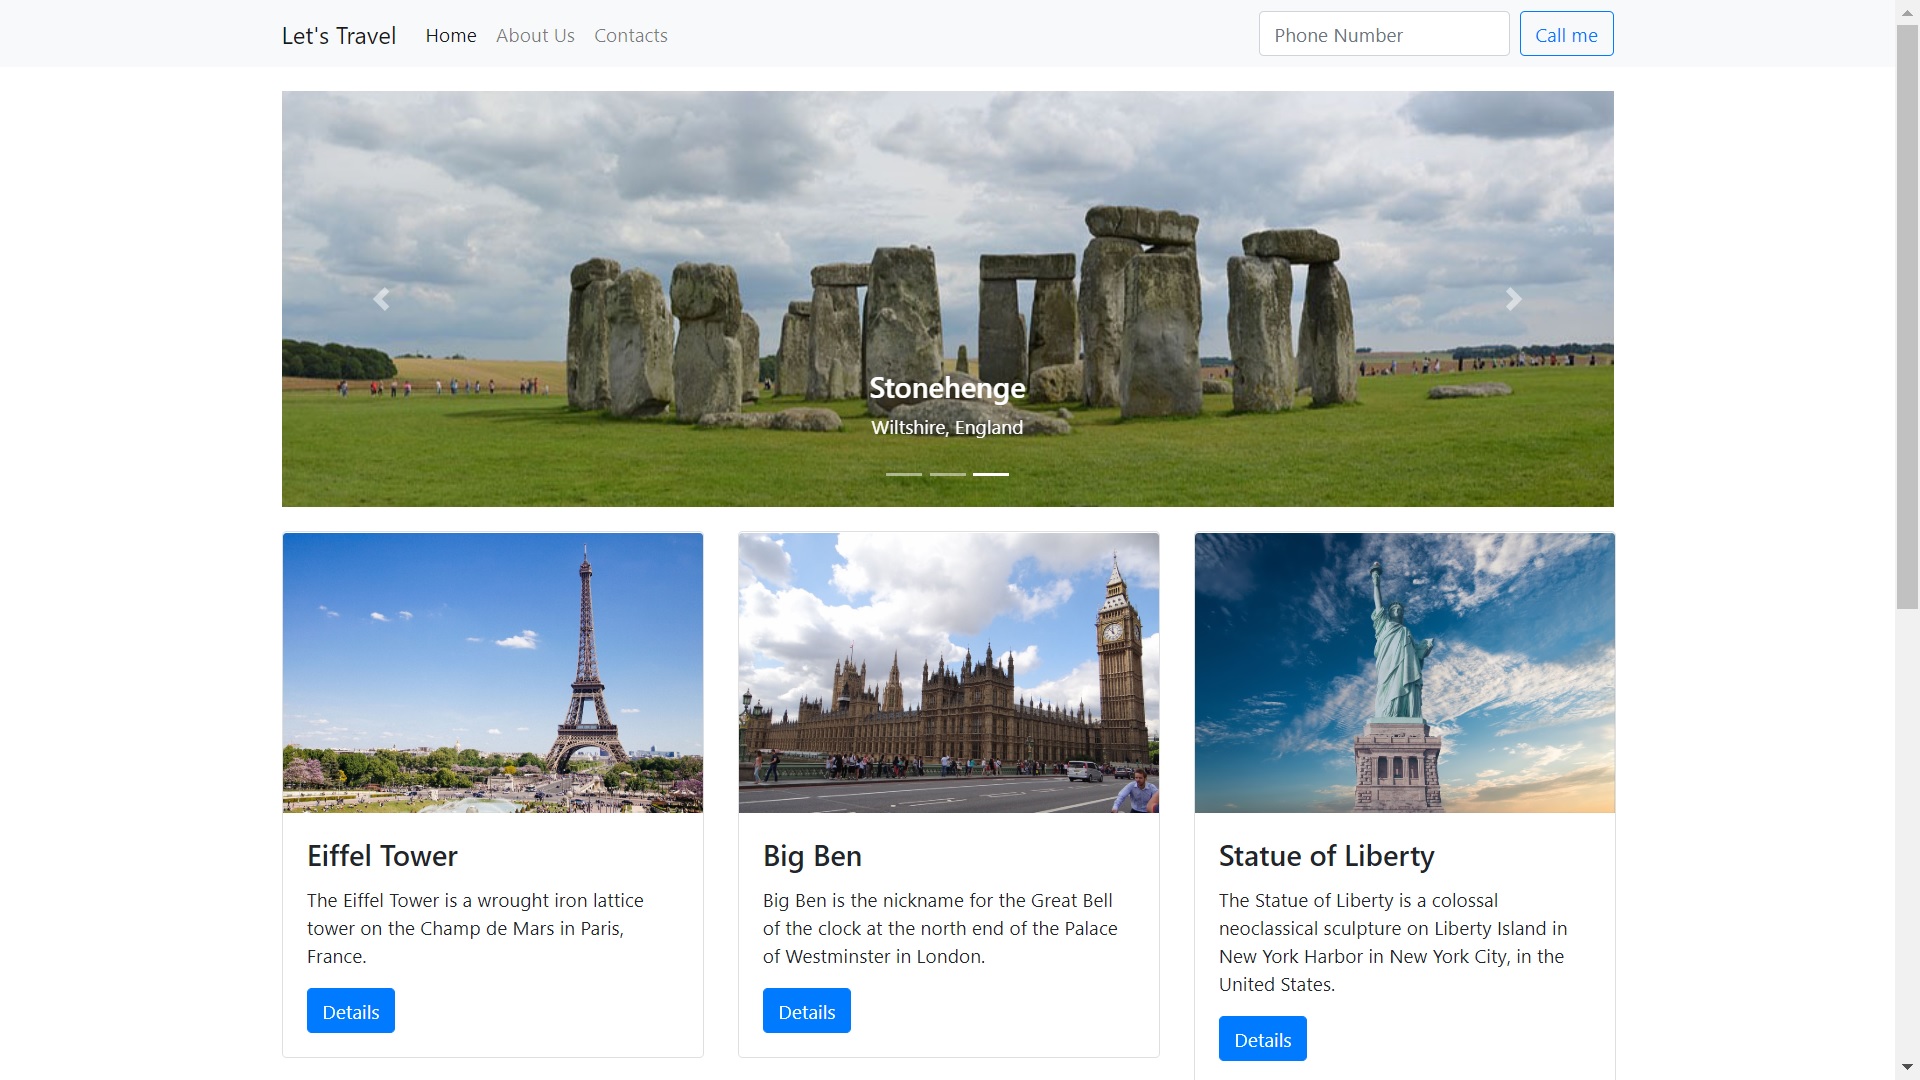 Let's Travel Home About Us Contacts Phone Number Call me
Stonehenge
Wiltshire, England
Eiffel Tower
The Eiffel Tower is a wrought iron lattice
tower on the Champ de Mars in Paris,
France.
Details
Big Ben
Big Ben is the nickname for the Great Bell
of the clock at the north end of the Palace
of Westminster in London.
Details
Statue of Liberty
The Statue of Liberty is a colossal
neoclassical sculpture on Liberty Island in
New York Harbor in New York City, in the
United States.
Details